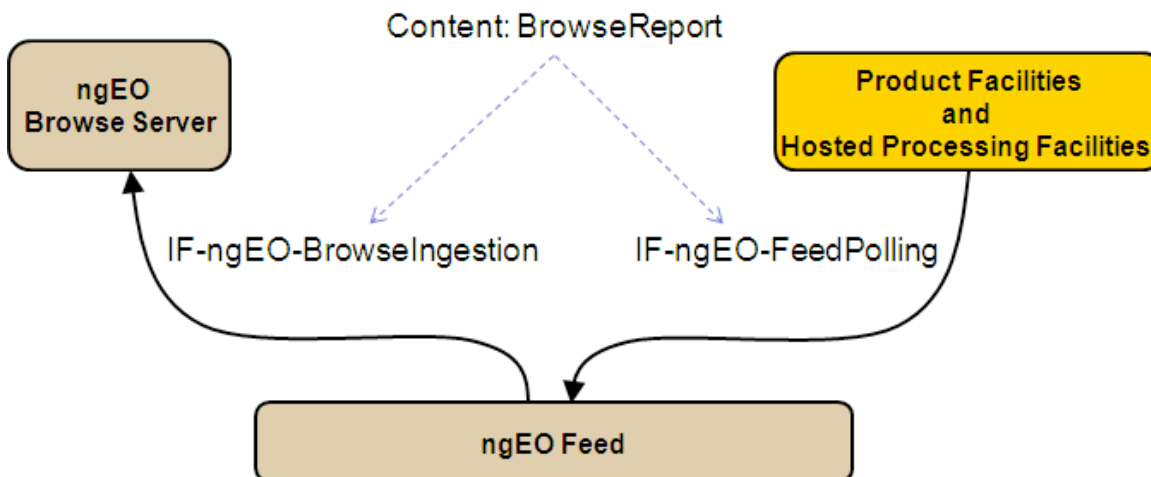 Content: BrowseReport
ngEO
Browse Server
Product Facilities
and
Hosted Processing Facilities
IF-ngEO-BrowseIngestion
IF-ngEO-FeedPolling
ngEO Feed